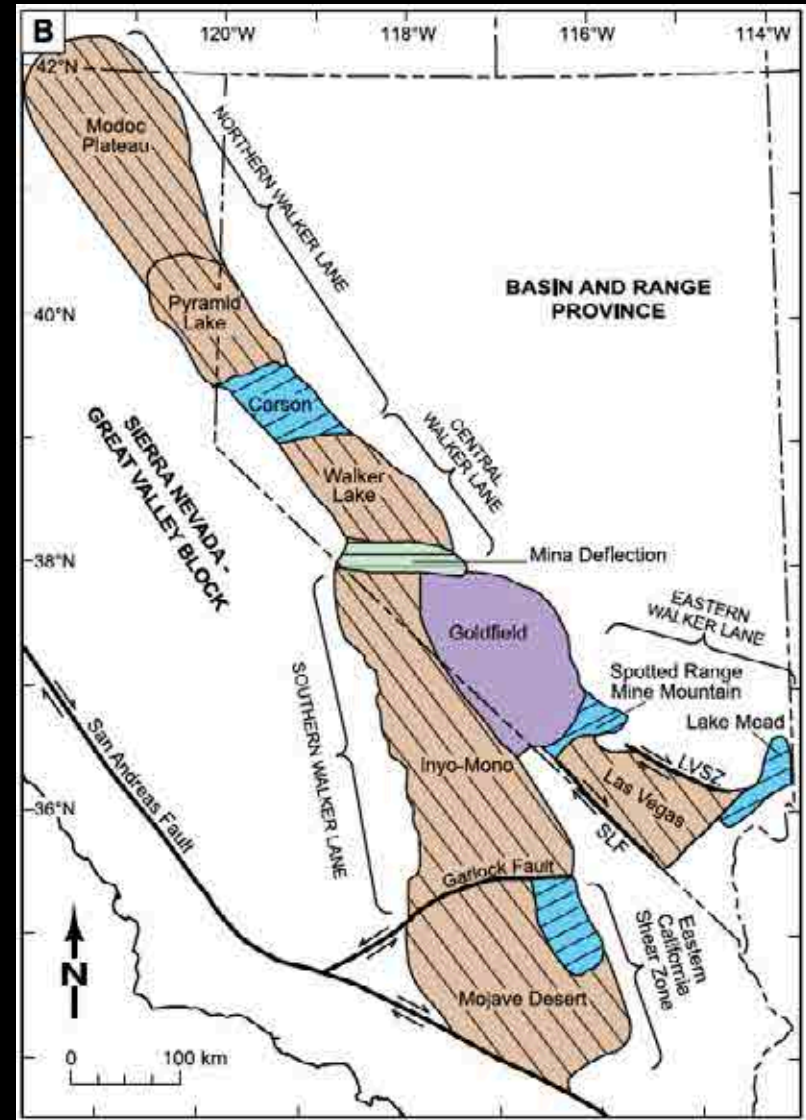 B
120°W
118°W
116°W
114°W
42°N
Modoc
Plateau
NORTHERN WALKER LANE
BASIN AND RANGE
PROVINCE
40°N
Pyramid
Lake
Carson
CENTRAL
WALKER LANE
SIERRA NEVADA -
GREAT VALLEY BLOCK
Walker
Lake
38°N
Mina Deflection
EASTERN
WALKER LANE
Goldfield
Spotted Range
Mine Mountain
SOUTHERN WALKER LANE
Lake Mead
San Andreas Fault
Inyo-Mono
LVSZ
Las Vegas
36°N
SLF
Garlock Fault
Eastern
California
Shear Zone
N
Mojave Desert
0
100 km